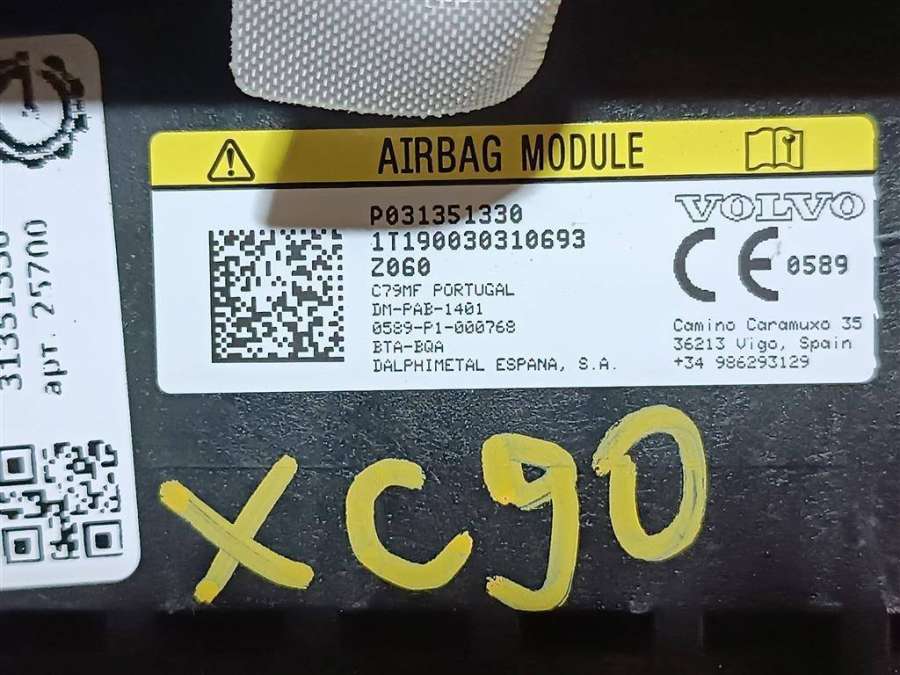 AIRBAG MODULE
P031351330
1T190030310693
Z060
C79MF PORTUGAL
DM-PAB-1401
0589-P1-000768
BTA-BQA
DALPHIMETAL ESPANA, S.A.
VOLVO
CE 0589
Camino Caramuxo 35
36213 Vigo, Spain
+34 986293129
31351330
арт. 25700
XC90